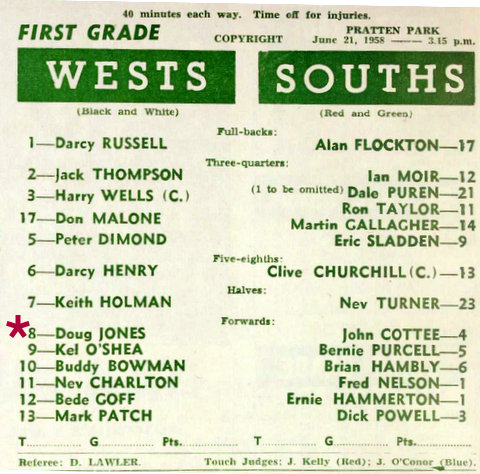 40 minutes each way. Time off for injuries.
FIRST GRADE COPYRIGHT PRATTEN PARK
June 21, 1958 —— 3.15 p.m.
WESTS SOUTHS
(Black and White) (Red and Green)
Full-backs:
1—Darcy RUSSELL Alan FLOCKTON—17
Three-quarters:
2—Jack THOMPSON Ian MOIR—12
3—Harry WELLS (C.) (1 to be omitted) Dale PUREN—21
Ron TAYLOR—11
17—Don MALONE Martin GALLAGHER—14
5—Peter DIMOND Eric SLADDEN—9
Five-eighths:
6—Darcy HENRY Clive CHURCHILL (C.)—13
Halves:
7—Keith HOLMAN Nev TURNER—23
Forwards:
*8—Doug JONES John COTTEE—4
9—Kel O'SHEA Bernie PURCELL—5
10—Buddy BOWMAN Brian HAMBLY—6
11—Nev CHARLTON Fred NELSON—1
12—Bede GOFF Ernie HAMMERTON—1
13—Mark PATCH Dick POWELL—3
T............ G............ Pts............ T............ G............ Pts............
Referee: D. LAWLER. Touch Judges: J. Kelly (Red); J. O'Conor (Blue).